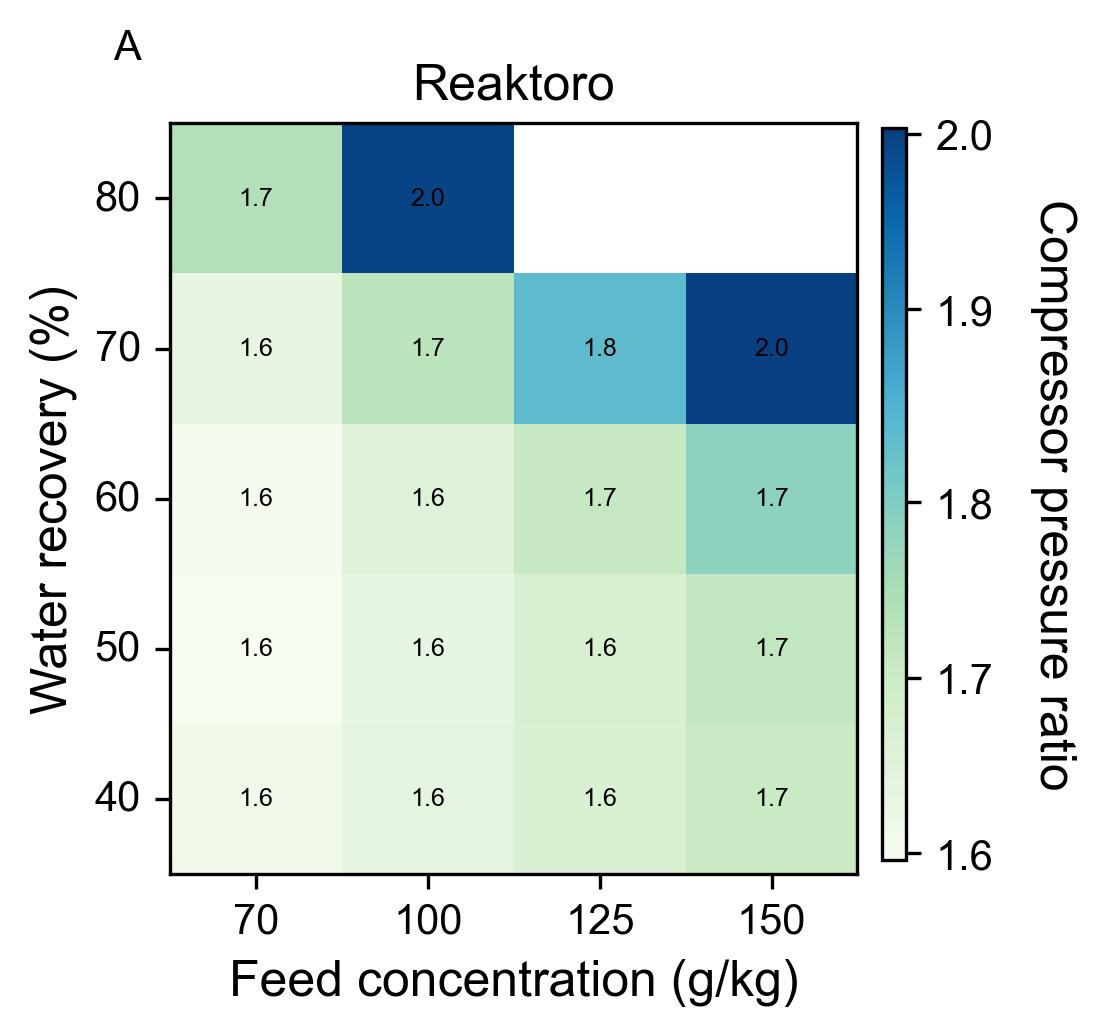 A
Reaktoro
80 1.7 2.0
70 1.6 1.7 1.8 2.0
60 1.6 1.6 1.7 1.7
50 1.6 1.6 1.6 1.7
40 1.6 1.6 1.6 1.7
70 100 125 150
Feed concentration (g/kg)
Water recovery (%)
2.0
1.9
1.8
1.7
1.6
Compressor pressure ratio